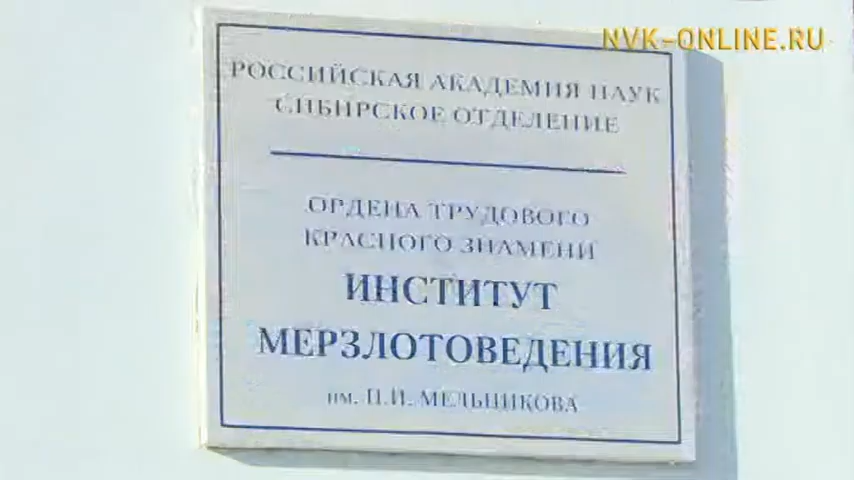 NVK-ONLINE.RU
РОССИЙСКАЯ АКАДЕМИЯ НАУК
СИБИРСКОЕ ОТДЕЛЕНИЕ
ОРДЕНА ТРУДОВОГО
КРАСНОГО ЗНАМЕНИ
ИНСТИТУТ
МЕРЗЛОТОВЕДЕНИЯ
им. П.И. МЕЛЬНИКОВА